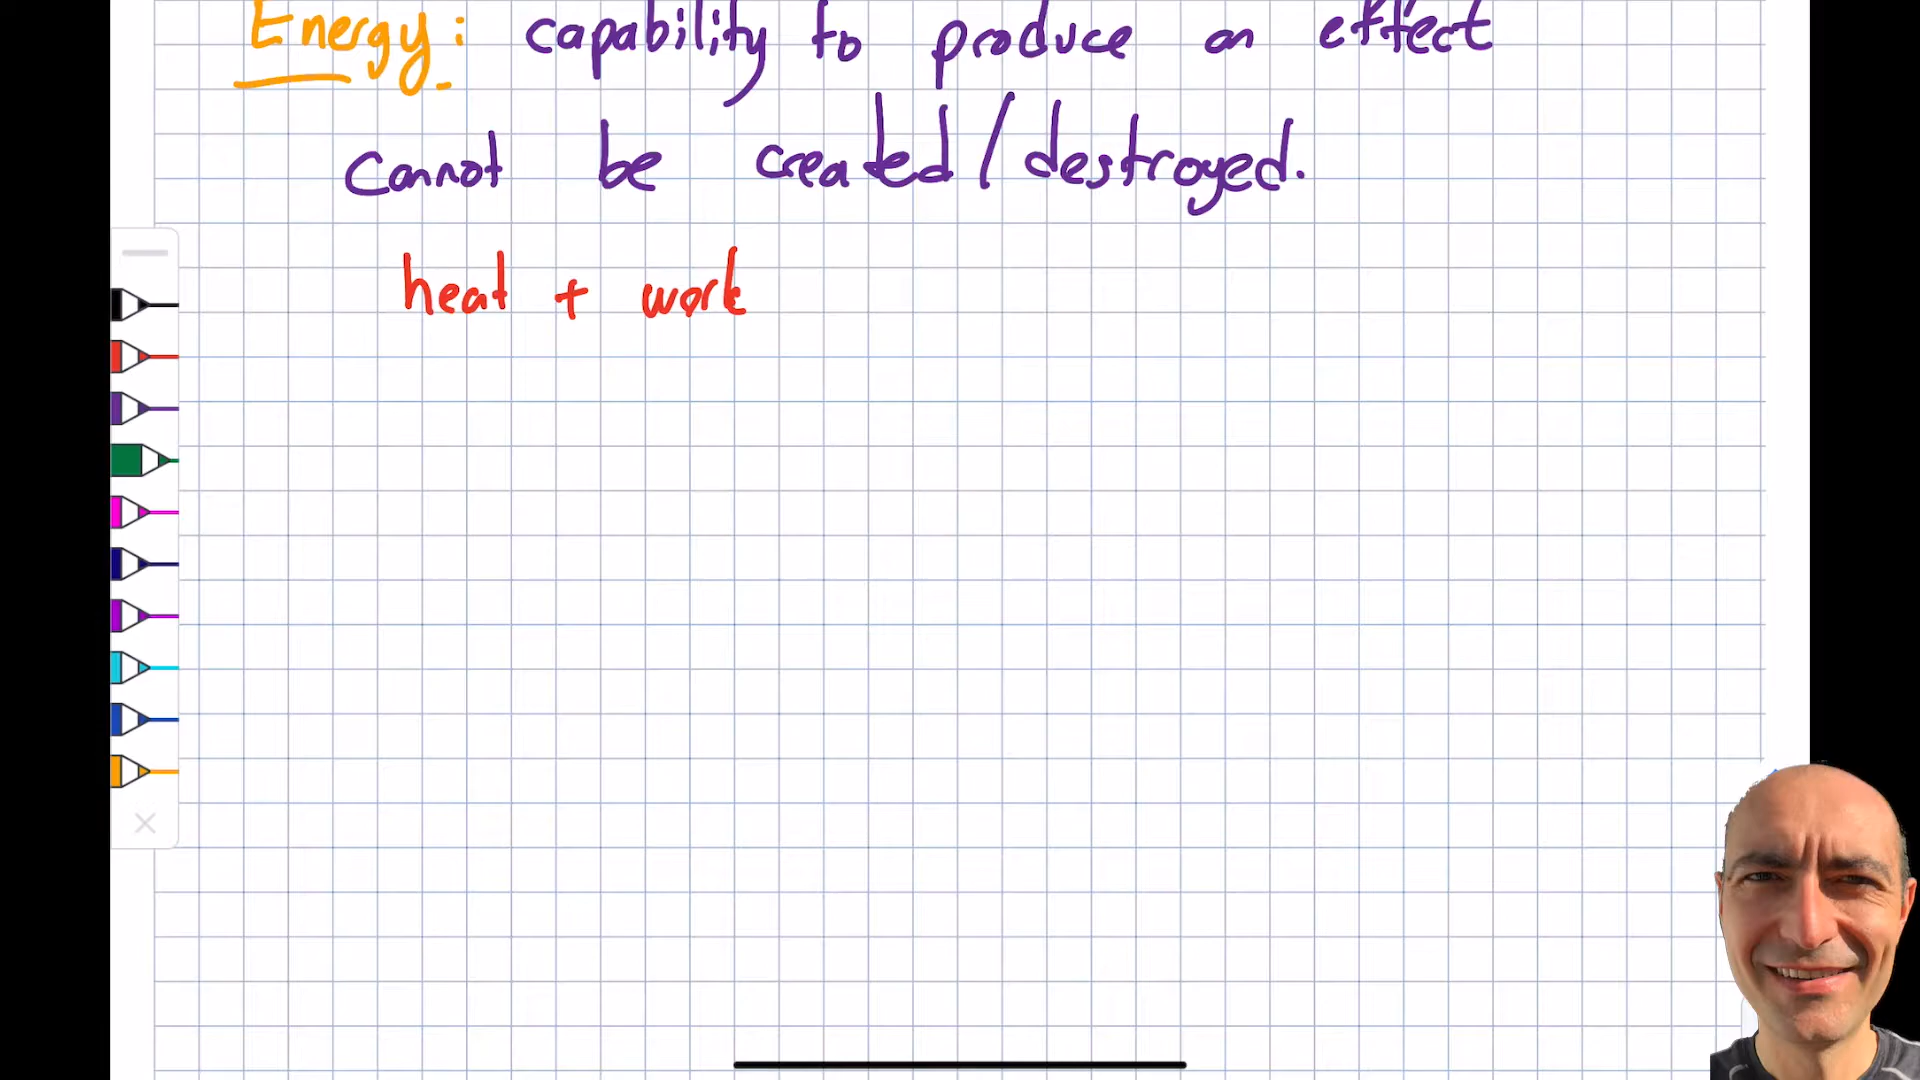 Energy: capability to produce an effect
cannot be created/destroyed.
heat + work